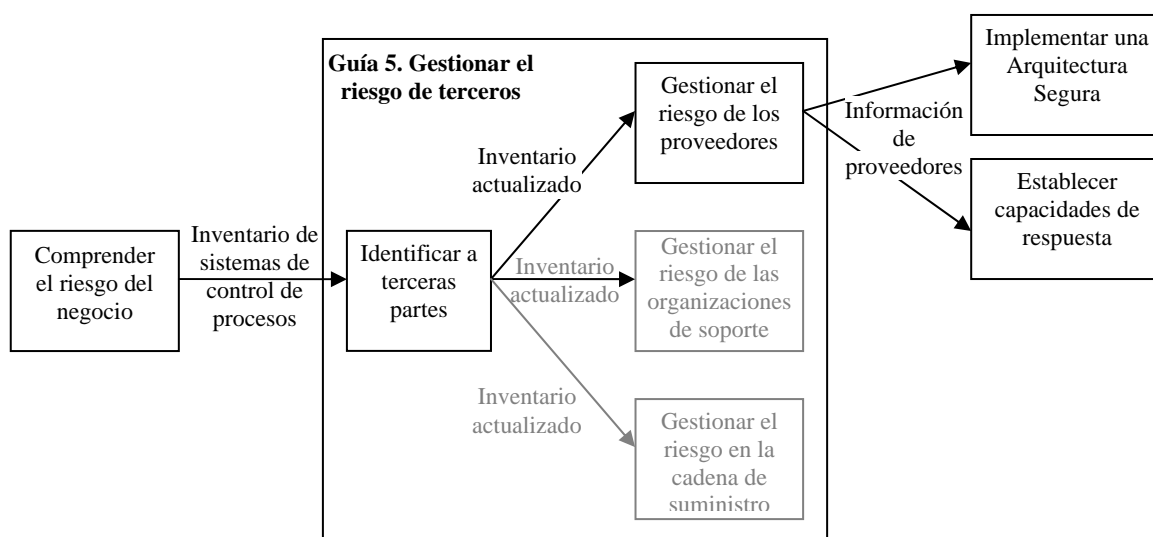 Guía 5. Gestionar el
riesgo de terceros
Comprender
el riesgo del
negocio
Inventario de
sistemas de
control de
procesos
Identificar a
terceras
partes
Inventario
actualizado
Gestionar el
riesgo de los
proveedores
Inventario
actualizado
Gestionar el
riesgo de las
organizaciones
de soporte
Inventario
actualizado
Gestionar el
riesgo en la
cadena de
suministro
Información
de
proveedores
Implementar una
Arquitectura
Segura
Establecer
capacidades de
respuesta